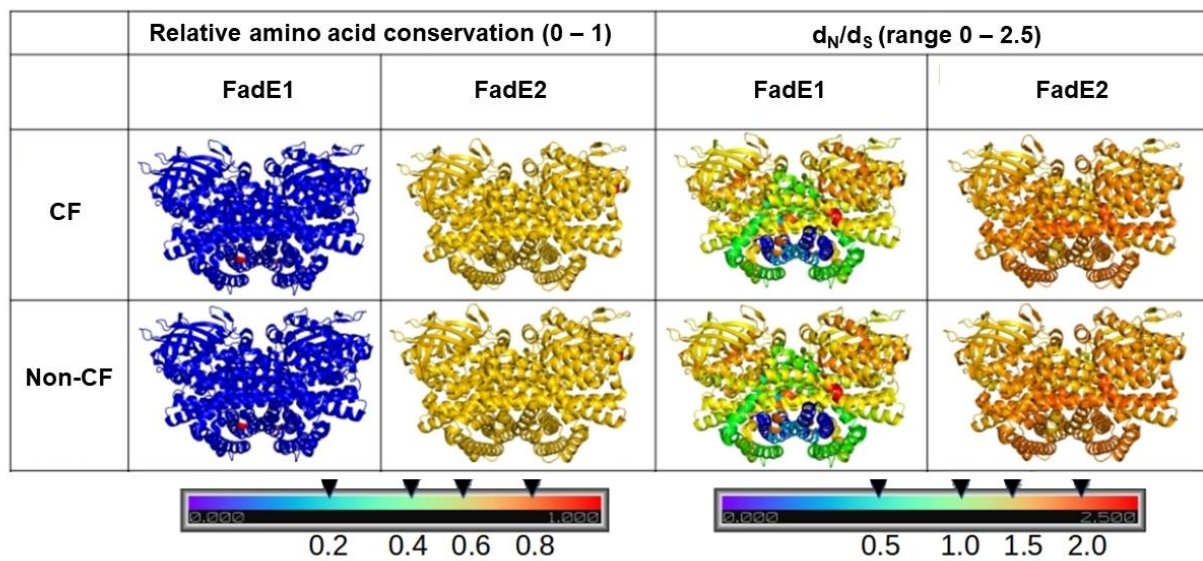 Relative amino acid conservation (0 – 1)
dN/dS (range 0 – 2.5)
FadE1
FadE2
FadE1
FadE2
CF
Non-CF
0.000
1.000
0.000
2.500
0.2
0.4
0.6
0.8
0.5
1.0
1.5
2.0